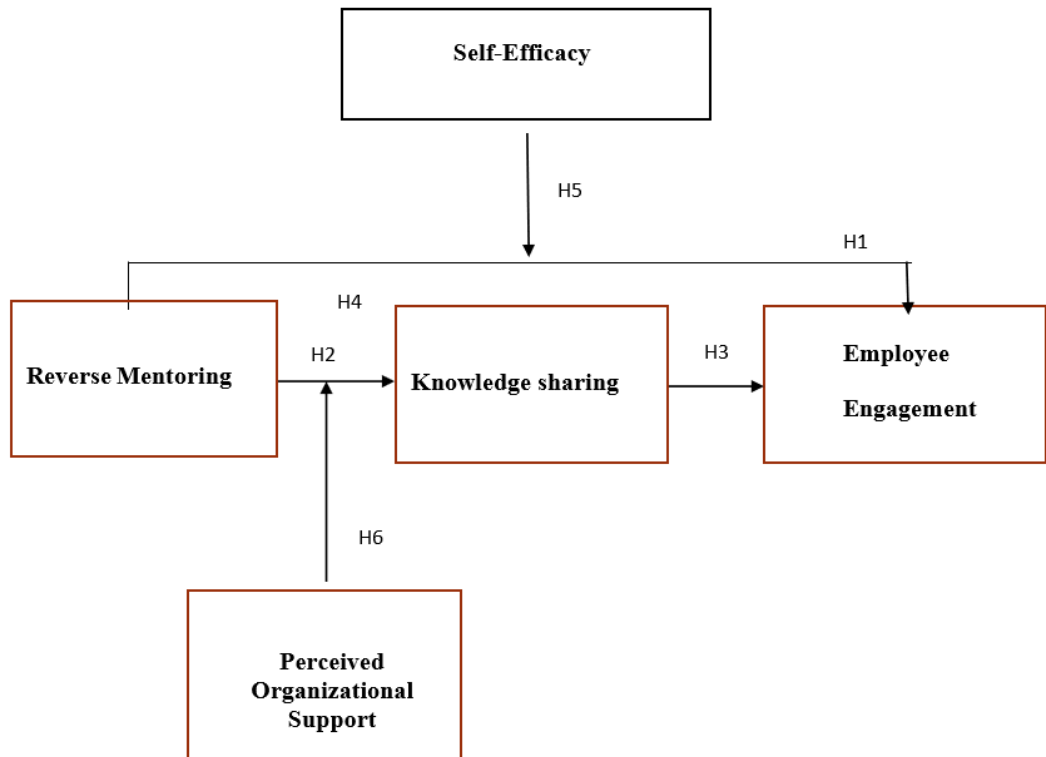 Self-Efficacy
H5
H1
H4
H2
H3
Reverse Mentoring
Knowledge sharing
Employee
Engagement
H6
Perceived
Organizational
Support